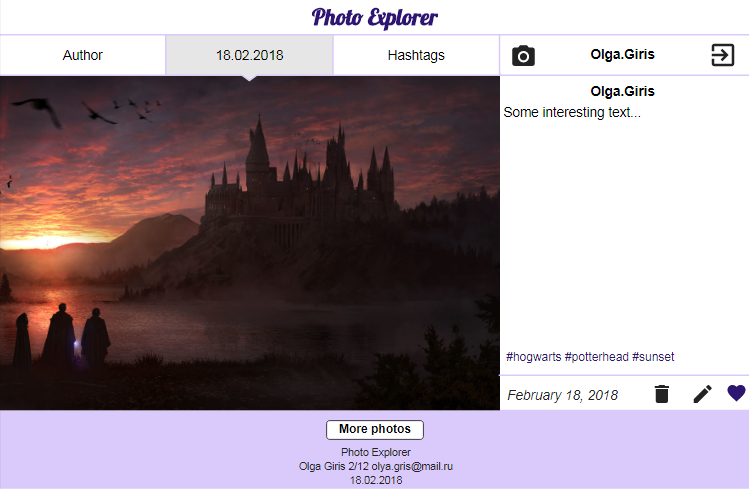 Photo Explorer
Author
18.02.2018
Hashtags
Olga.Giris
Olga.Giris
Some interesting text...
#hogwarts #potterhead #sunset
February 18, 2018
More photos
Photo Explorer
Olga Giris 2/12 olya.gris@mail.ru
18.02.2018